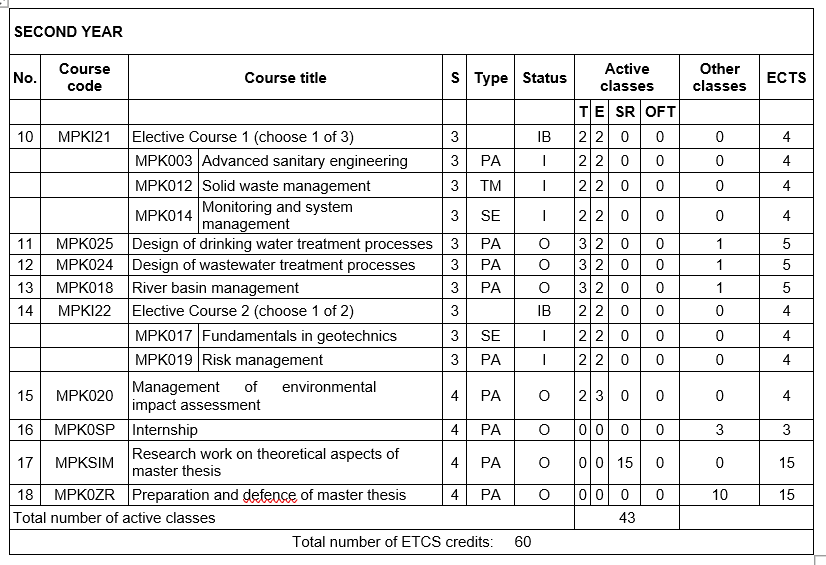 SECOND YEAR
No. Course code Course title S Type Status Active classes Other classes ECTS
T E SR OFT
10 MPKI21 Elective Course 1 (choose 1 of 3) 3 IB 2 2 0 0 0 4
MPK003 Advanced sanitary engineering 3 PA I 2 2 0 0 0 4
MPK012 Solid waste management 3 TM I 2 2 0 0 0 4
MPK014 Monitoring and system management 3 SE I 2 2 0 0 0 4
11 MPK025 Design of drinking water treatment processes 3 PA O 3 2 0 0 1 5
12 MPK024 Design of wastewater treatment processes 3 PA O 3 2 0 0 1 5
13 MPK018 River basin management 3 PA O 3 2 0 0 1 5
14 MPKI22 Elective Course 2 (choose 1 of 2) 3 IB 2 2 0 0 0 4
MPK017 Fundamentals in geotechnics 3 SE I 2 2 0 0 0 4
MPK019 Risk management 3 PA I 2 2 0 0 0 4
15 MPK020 Management of environmental impact assessment 4 PA O 2 3 0 0 0 4
16 MPK0SP Internship 4 PA O 0 0 0 0 3 3
17 MPKSIM Research work on theoretical aspects of master thesis 4 PA O 0 0 15 0 0 15
18 MPK0ZR Preparation and defence of master thesis 4 PA O 0 0 0 0 10 15
Total number of active classes 43
Total number of ETCS credits: 60